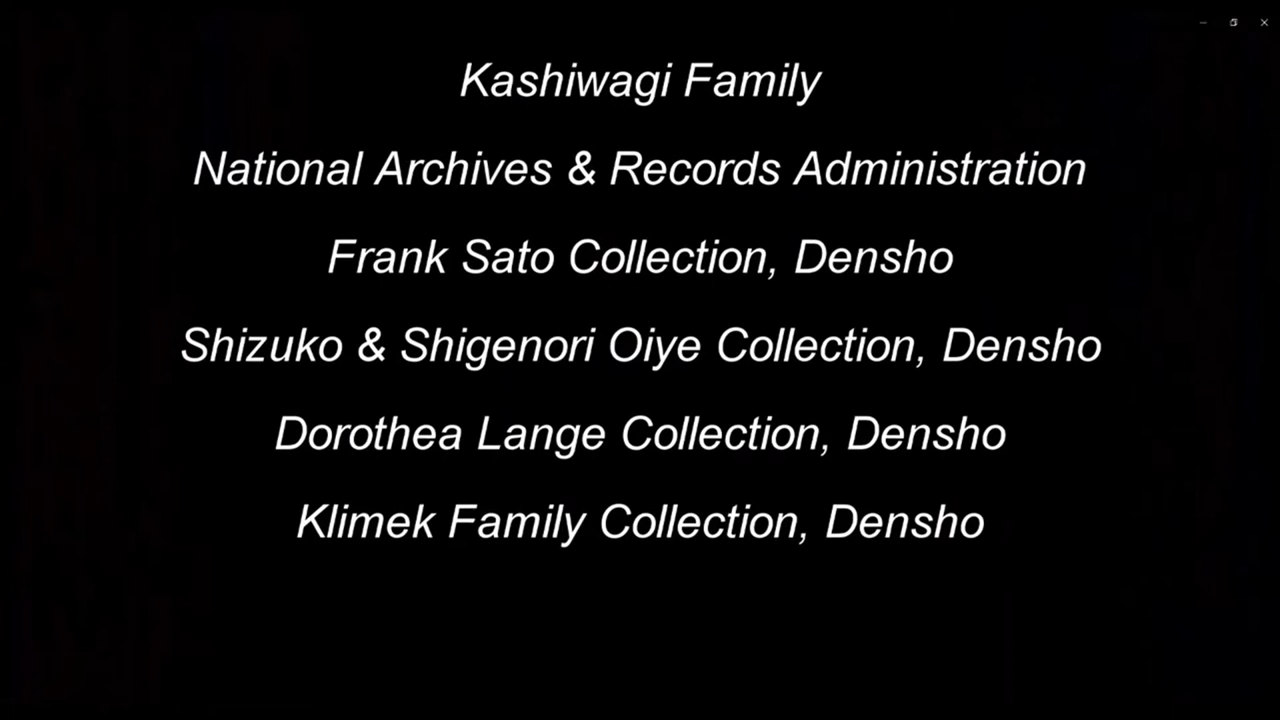 Kashiwagi Family
National Archives & Records Administration
Frank Sato Collection, Densho
Shizuko & Shigenori Oiye Collection, Densho
Dorothea Lange Collection, Densho
Klimek Family Collection, Densho